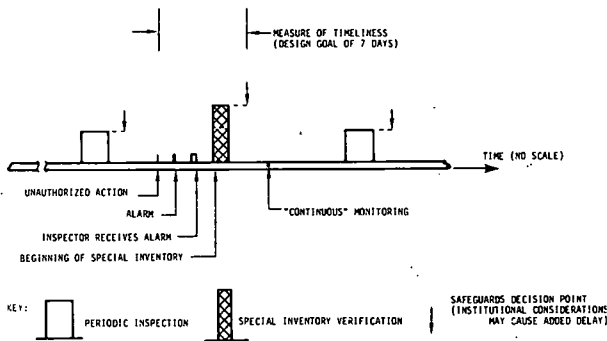 MEASURE OF TIMELINESS
(DESIGN GOAL OF 7 DAYS)
TIME (NO SCALE)
UNAUTHORIZED ACTION
ALARM
"CONTINUOUS" MONITORING
INSPECTOR RECEIVES ALARM
BEGINNING OF SPECIAL INVENTORY
KEY:
PERIODIC INSPECTION
SPECIAL INVENTORY VERIFICATION
SAFEGUARDS DECISION POINT
(INSTITUTIONAL CONSIDERATIONS
MAY CAUSE ADDED DELAY)